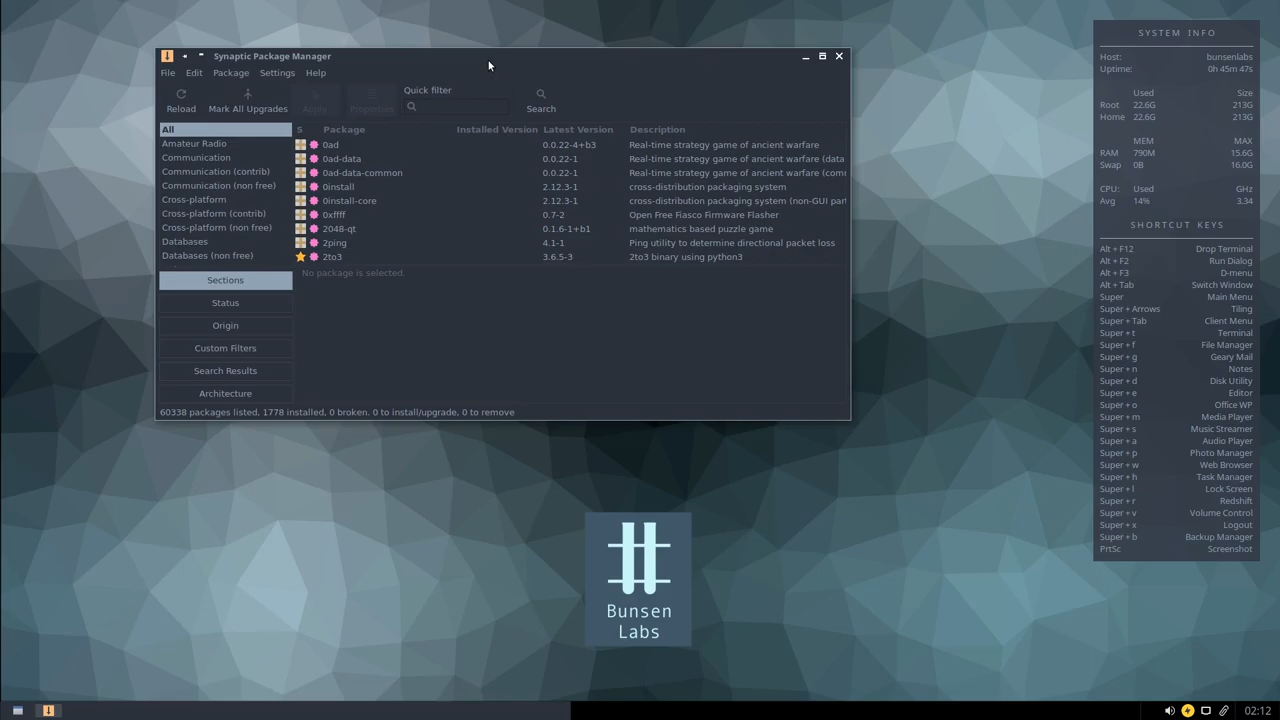 Synaptic Package Manager
File Edit Package Settings Help
Reload
Mark All Upgrades
Apply
Properties
Quick filter
Search
All
Amateur Radio
Communication
Communication (contrib)
Communication (non free)
Cross-platform
Cross-platform (contrib)
Cross-platform (non free)
Databases
Databases (non free)
Sections
Status
Origin
Custom Filters
Search Results
Architecture
S Package Installed Version Latest Version Description
0ad 0.0.22-4+b3 Real-time strategy game of ancient warfare
0ad-data 0.0.22-1 Real-time strategy game of ancient warfare (data
0ad-data-common 0.0.22-1 Real-time strategy game of ancient warfare (com
0install 2.12.3-1 cross-distribution packaging system
0install-core 2.12.3-1 cross-distribution packaging system (non-GUI part
0xffff 0.7-2 Open Free Fiasco Firmware Flasher
2048-qt 0.1.6-1+b1 mathematics based puzzle game
2ping 4.1-1 Ping utility to determine directional packet loss
2to3 3.6.5-3 2to3 binary using python3
No package is selected.
60338 packages listed, 1778 installed, 0 broken. 0 to install/upgrade, 0 to remove
Bunsen
Labs
SYSTEM INFO
Host: bunsenlabs
Uptime: 0h 45m 47s
Used Size
Root 22.6G 213G
Home 22.6G 213G
MEM MAX
RAM 790M 15.6G
Swap 0B 16.0G
CPU: Used GHz
Avg 14% 3.34
SHORTCUT KEYS
Alt + F12 Drop Terminal
Alt + F2 Run Dialog
Alt + F3 D-menu
Alt + Tab Switch Window
Super Main Menu
Super + Arrows Tiling
Super + Tab Client Menu
Super + t Terminal
Super + f File Manager
Super + g Geary Mail
Super + n Notes
Super + d Disk Utility
Super + e Editor
Super + o Office WP
Super + m Media Player
Super + s Music Streamer
Super + a Audio Player
Super + p Photo Manager
Super + w Web Browser
Super + h Task Manager
Super + l Lock Screen
Super + r Redshift
Super + v Volume Control
Super + x Logout
Super + b Backup Manager
PrtSc Screenshot
02:12